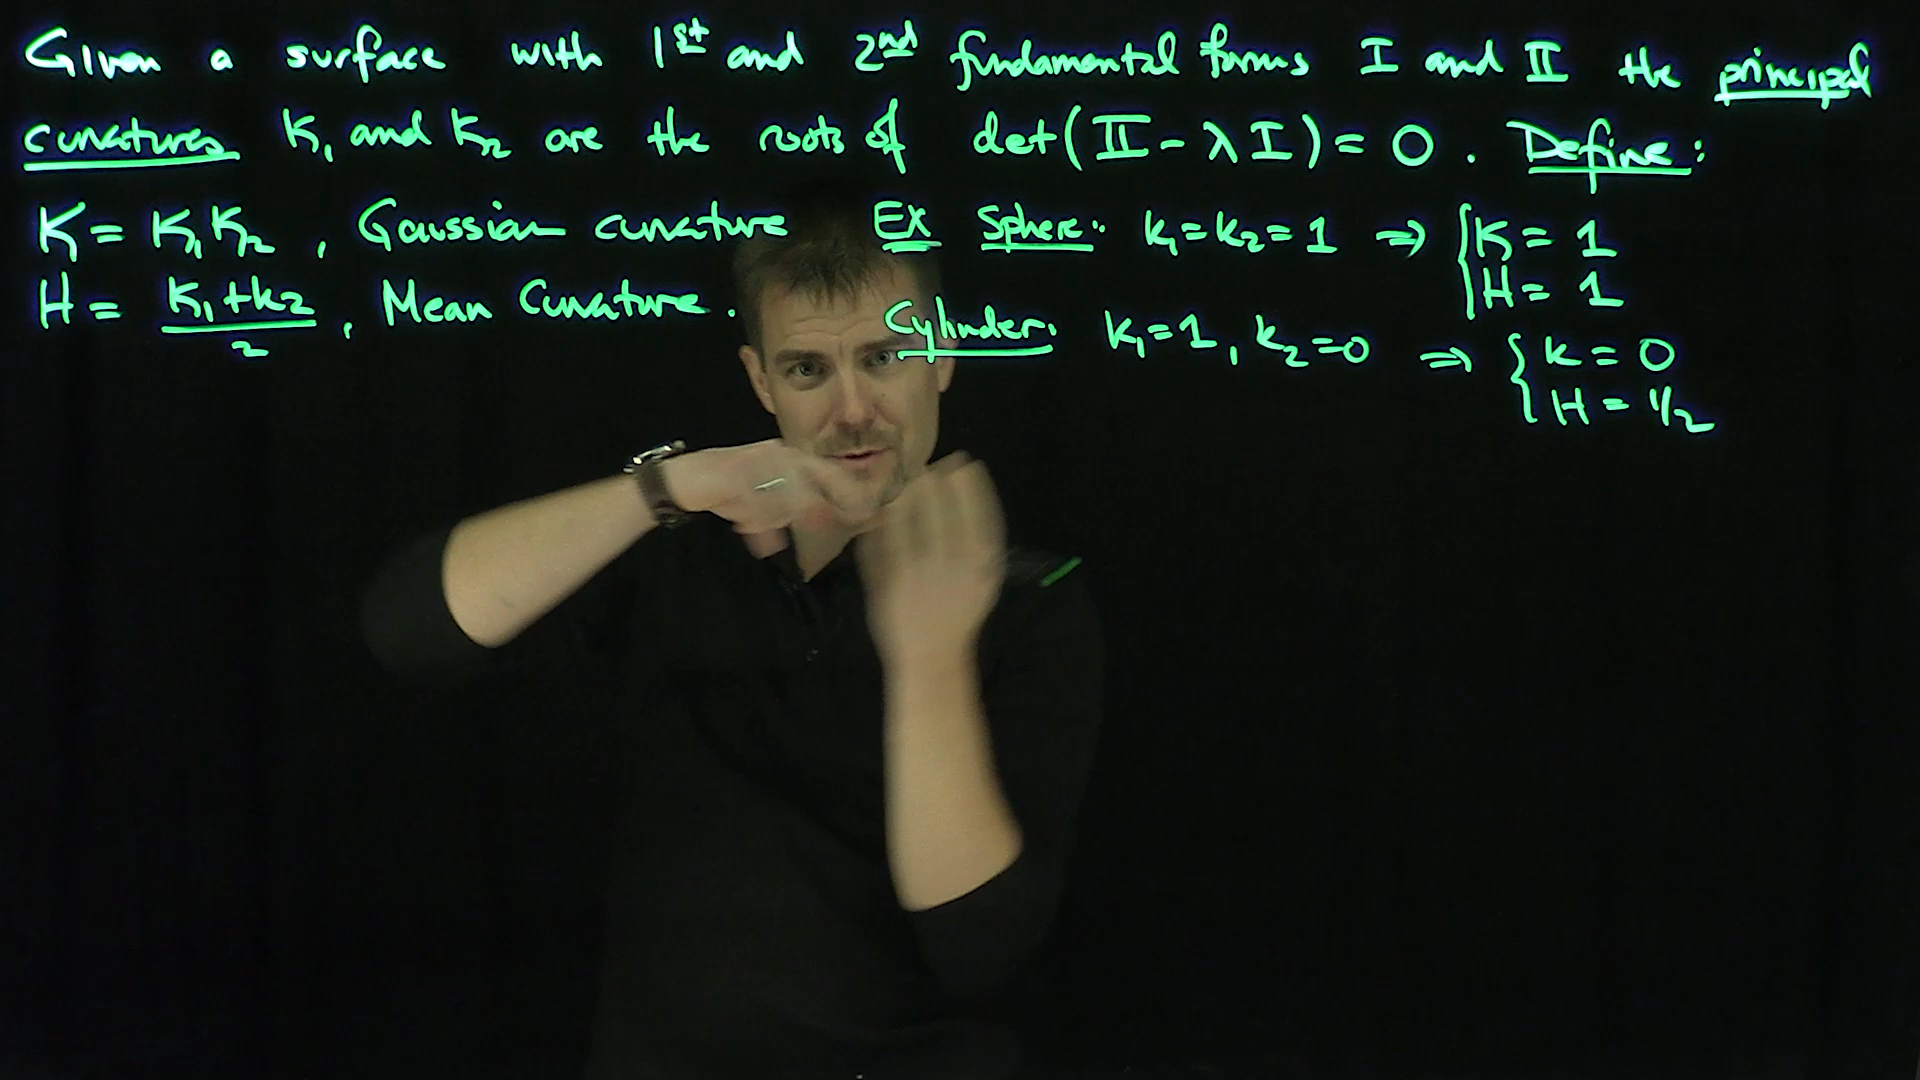 Given a surface with 1st and 2nd fundamental forms I and II the principal
curvatures K₁ and K₂ are the roots of det(II - λI) = 0. Define:
K = K₁K₂, Gaussian curvature
H = (K₁+k₂)/2, Mean Curvature.
Ex Sphere: k₁=k₂=1 ⇒ { K = 1
H = 1
Cylinder: k₁=1, k₂=0 ⇒ { k = 0
H = 1/2